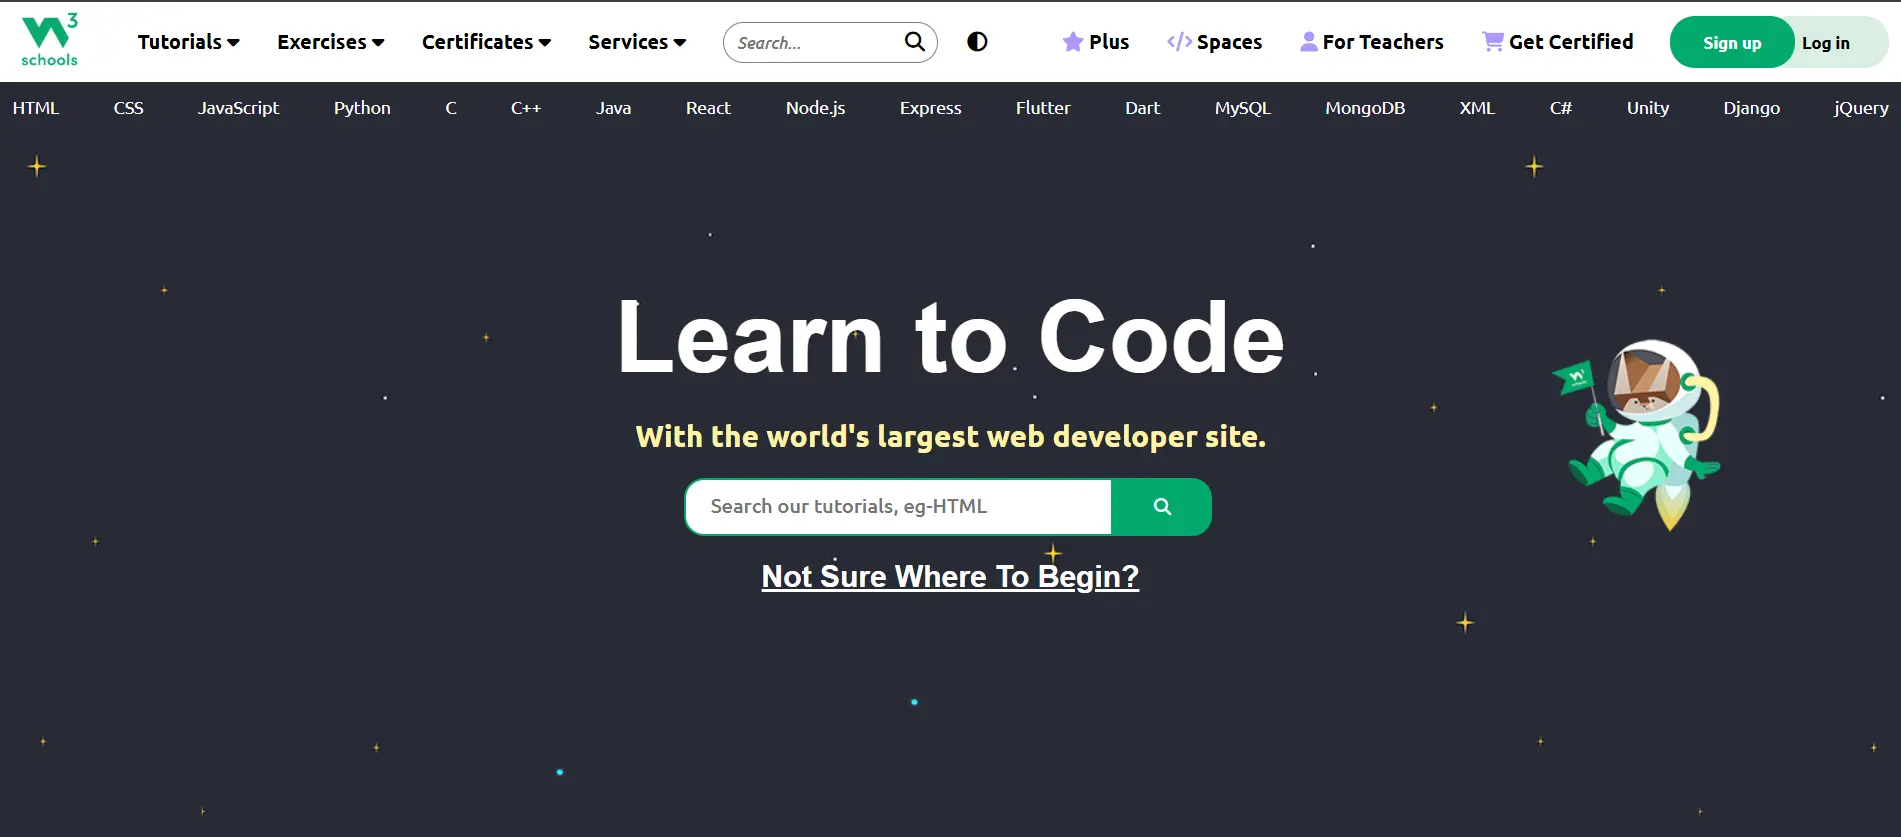 W3 schools
Tutorials Exercises Certificates Services Search... Plus Spaces For Teachers Get Certified Sign up Log in
HTML CSS JavaScript Python C C++ Java React Node.js Express Flutter Dart MySQL MongoDB XML C# Unity Django jQuery
Learn to Code
With the world's largest web developer site.
Search our tutorials, eg-HTML
Not Sure Where To Begin?